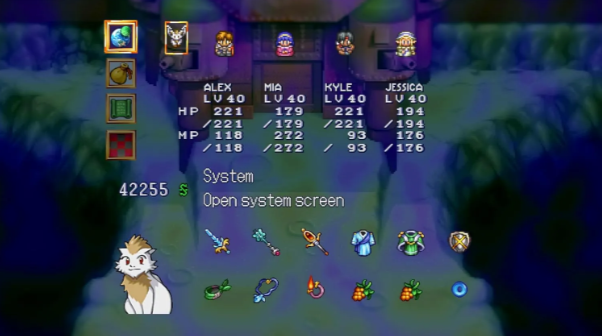 ALEX MIA KYLE JESSICA
LV 40 LV 40 LV 40 LV 40
HP 221 179 221 194
/221 /179 /221 /194
MP 118 272 93 176
/118 /272 / 93 /176
System
42255 S
Open system screen